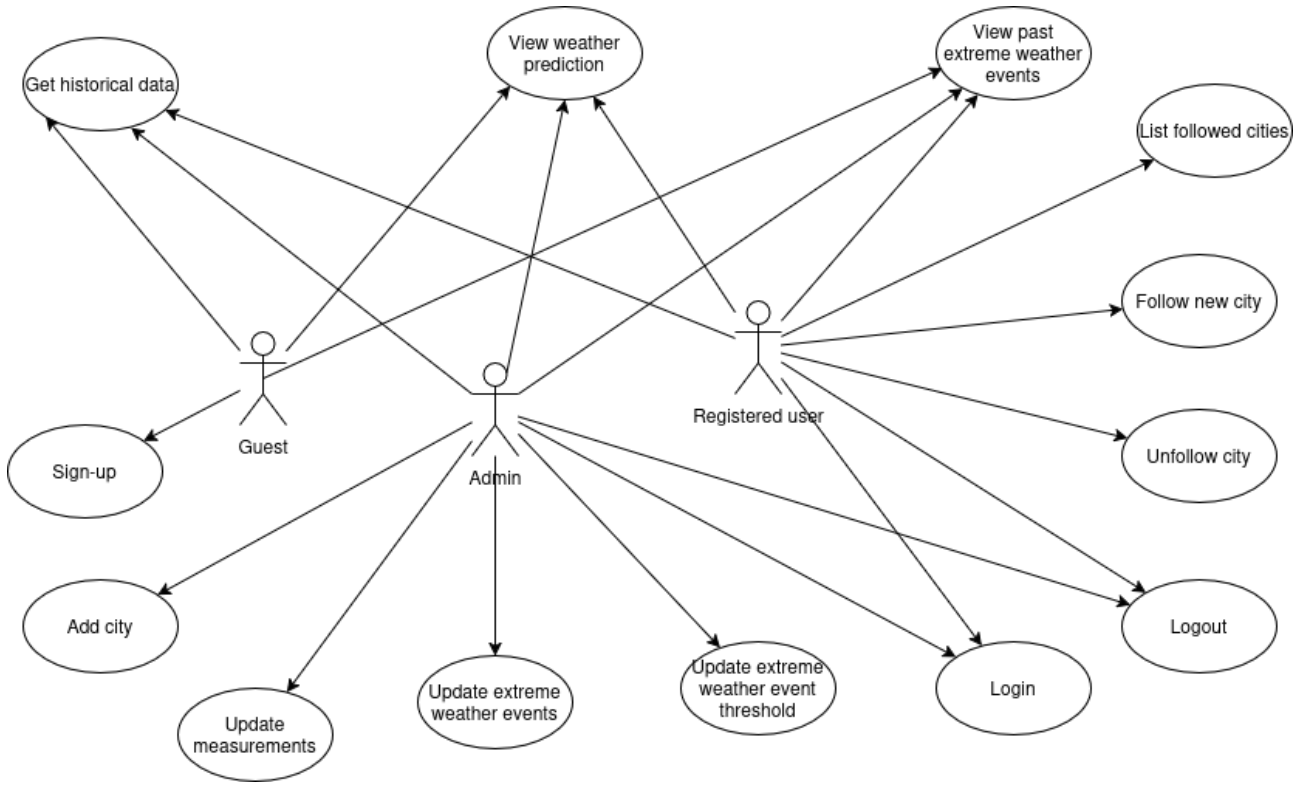 View weather
prediction
View past
extreme weather
events
Get historical data
List followed cities
Follow new city
Registered user
Guest
Unfollow city
Sign-up
Admin
Add city
Logout
Update extreme
weather event
threshold
Login
Update extreme
weather events
Update
measurements